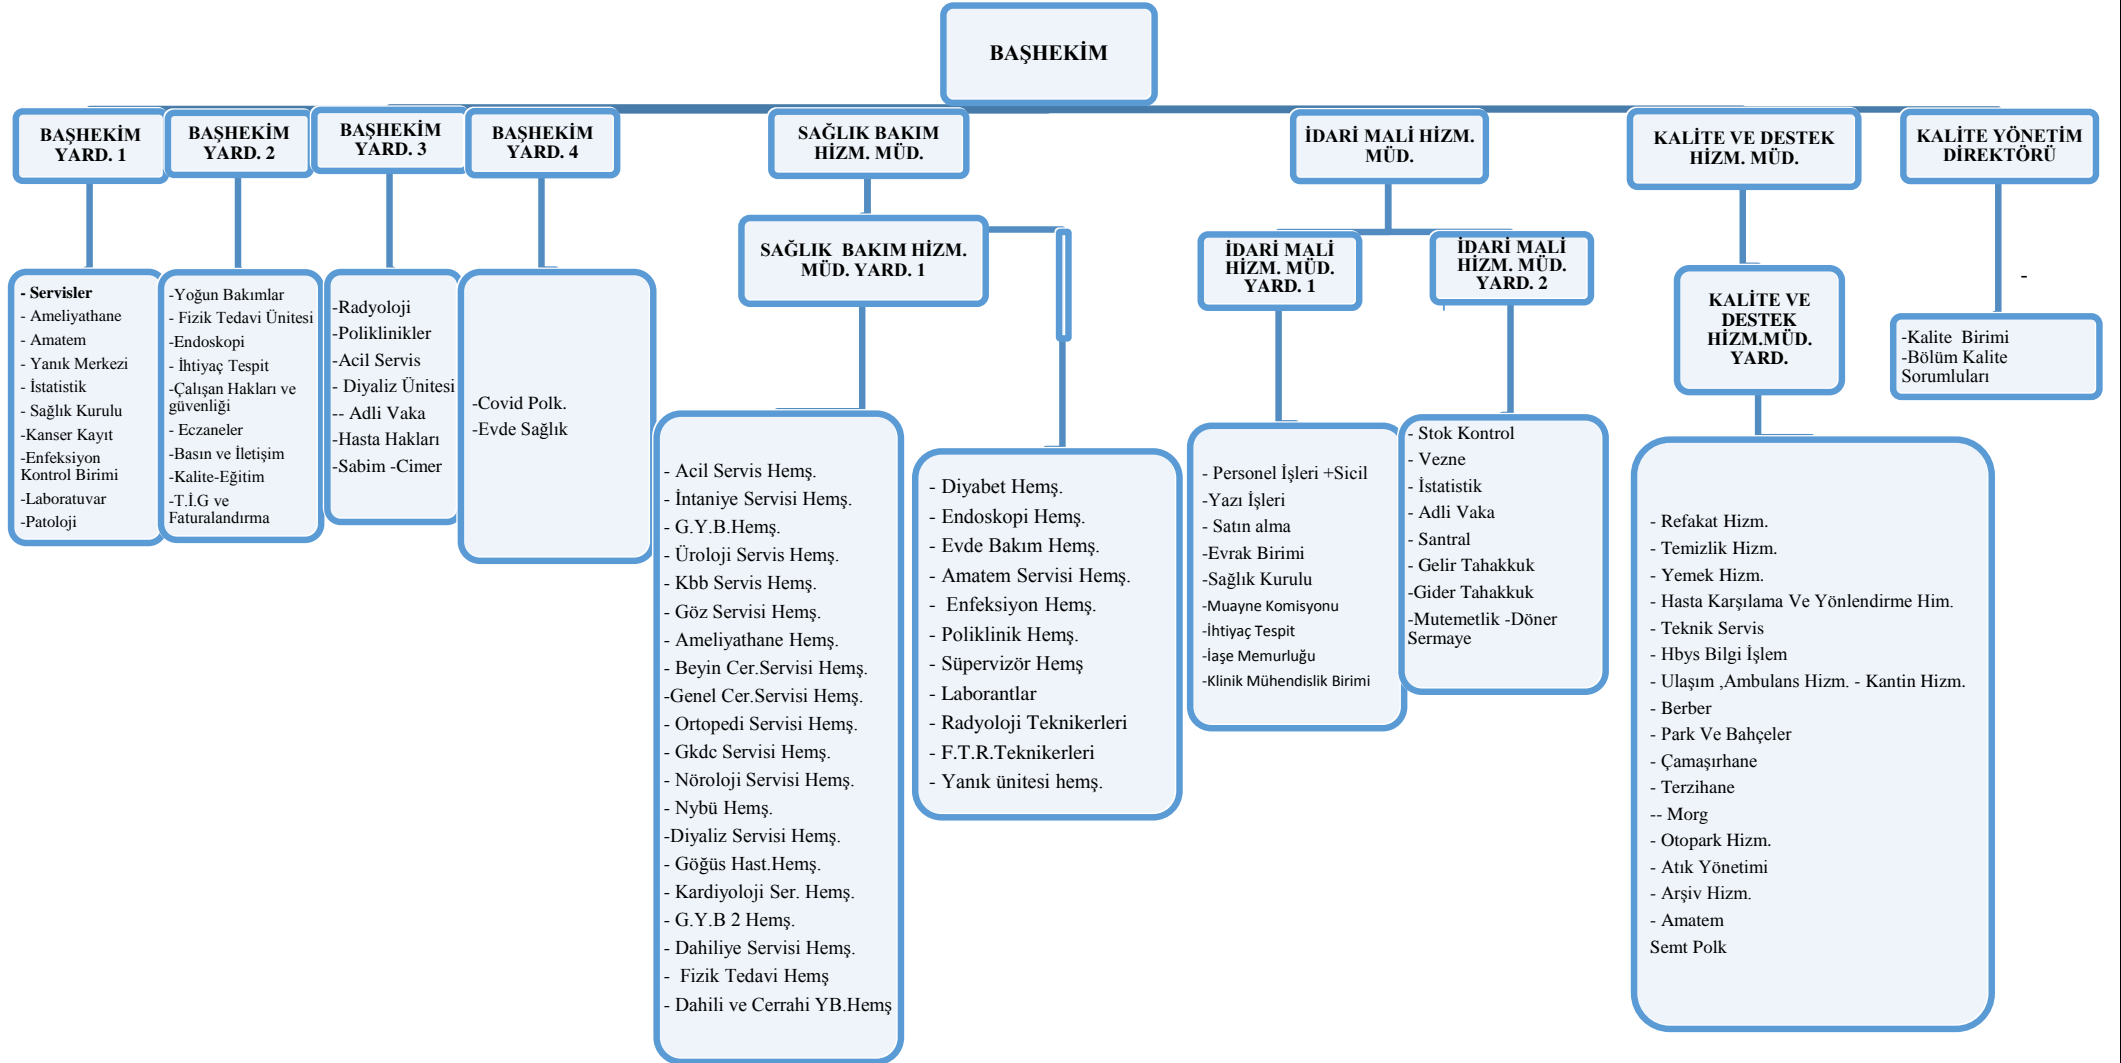 BAŞHEKİM
BAŞHEKİM
YARD. 1
BAŞHEKİM
YARD. 2
BAŞHEKİM
YARD. 3
BAŞHEKİM
YARD. 4
SAĞLIK BAKIM
HİZM. MÜD.
İDARİ MALİ HİZM.
MÜD.
KALİTE VE DESTEK
HİZM. MÜD.
KALİTE YÖNETİM
DİREKTÖRÜ
- Servisler
- Ameliyathane
- Amatem
- Yanık Merkezi
- İstatistik
- Sağlık Kurulu
-Kanser Kayıt
-Enfeksiyon
Kontrol Birimi
-Laboratuvar
-Patoloji
-Yoğun Bakımlar
- Fizik Tedavi Ünitesi
-Endoskopi
- İhtiyaç Tespit
-Çalışan Hakları ve
güvenliği
- Eczaneler
-Basın ve İletişim
-Kalite-Eğitim
-T.İ.G ve
Faturalandırma
-Radyoloji
-Poliklinikler
-Acil Servis
- Diyaliz Ünitesi
-- Adli Vaka
-Hasta Hakları
-Sabim -Cimer
-Covid Polk.
-Evde Sağlık
SAĞLIK  BAKIM HİZM.
MÜD. YARD. 1
- Acil Servis Hemş.
- İntaniye Servisi Hemş.
- G.Y.B.Hemş.
- Üroloji Servis Hemş.
- Kbb Servis Hemş.
- Göz Servisi Hemş.
- Ameliyathane Hemş.
- Beyin Cer.Servisi Hemş.
-Genel Cer.Servisi Hemş.
- Ortopedi Servisi Hemş.
- Gkdc Servisi Hemş.
- Nöroloji Servisi Hemş.
- Nybü Hemş.
-Diyaliz Servisi Hemş.
- Göğüs Hast.Hemş.
- Kardiyoloji Ser. Hemş.
- G.Y.B 2 Hemş.
- Dahiliye Servisi Hemş.
-  Fizik Tedavi Hemş
- Dahili ve Cerrahi YB.Hemş
- Diyabet Hemş.
- Endoskopi Hemş.
- Evde Bakım Hemş.
- Amatem Servisi Hemş.
-  Enfeksiyon Hemş.
- Poliklinik Hemş.
- Süpervizör Hemş
- Laborantlar
- Radyoloji Teknikerleri
- F.T.R.Teknikerleri
- Yanık ünitesi hemş.
İDARİ MALİ
HİZM. MÜD.
YARD. 1
İDARİ MALİ
HİZM. MÜD.
YARD. 2
- Personel İşleri +Sicil
-Yazı İşleri
- Satın alma
-Evrak Birimi
-Sağlık Kurulu
-Muayne Komisyonu
-İhtiyaç Tespit
-İaşe Memurluğu
-Klinik Mühendislik Birimi
- Stok Kontrol
- Vezne
- İstatistik
- Adli Vaka
- Santral
- Gelir Tahakkuk
-Gider Tahakkuk
-Mutemetlik -Döner
Sermaye
KALİTE VE
DESTEK
HİZM.MÜD.
YARD.
- Refakat Hizm.
- Temizlik Hizm.
- Yemek Hizm.
- Hasta Karşılama Ve Yönlendirme Him.
- Teknik Servis
- Hbys Bilgi İşlem
- Ulaşım ,Ambulans Hizm. - Kantin Hizm.
- Berber
- Park Ve Bahçeler
- Çamaşırhane
- Terzihane
-- Morg
- Otopark Hizm.
- Atık Yönetimi
- Arşiv Hizm.
- Amatem
Semt Polk
-
-Kalite  Birimi
-Bölüm Kalite
Sorumluları